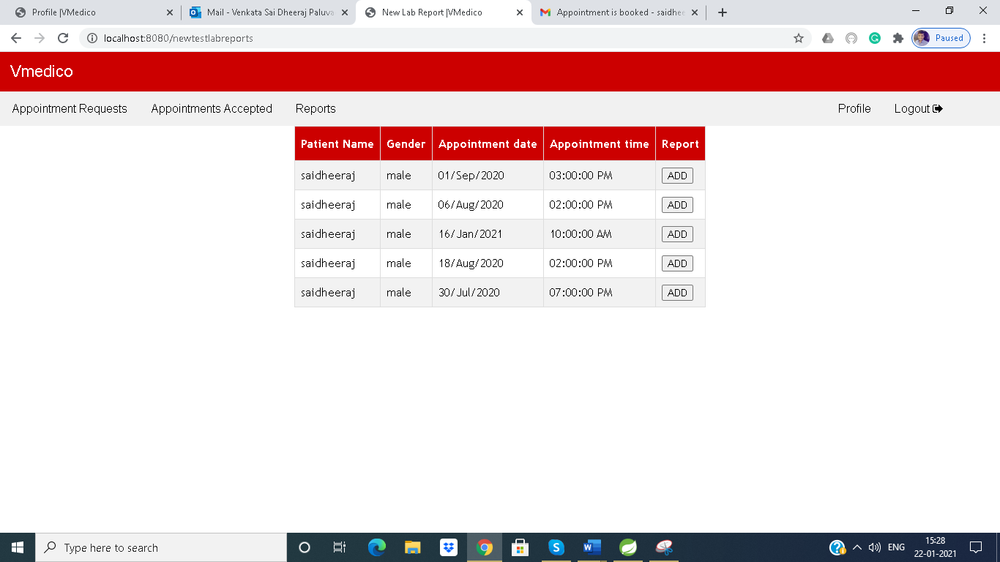 Profile |VMedico
Mail - Venkata Sai Dheeraj Paluva
New Lab Report |VMedico
Appointment is booked - saidhee
localhost:8080/newtestlabreports
Paused
Vmedico
Appointment Requests Appointments Accepted Reports Profile Logout
Patient Name Gender Appointment date Appointment time Report
saidheeraj male 01/Sep/2020 03:00:00 PM ADD
saidheeraj male 06/Aug/2020 02:00:00 PM ADD
saidheeraj male 16/Jan/2021 10:00:00 AM ADD
saidheeraj male 18/Aug/2020 02:00:00 PM ADD
saidheeraj male 30/Jul/2020 07:00:00 PM ADD
Type here to search
ENG
15:28
22-01-2021